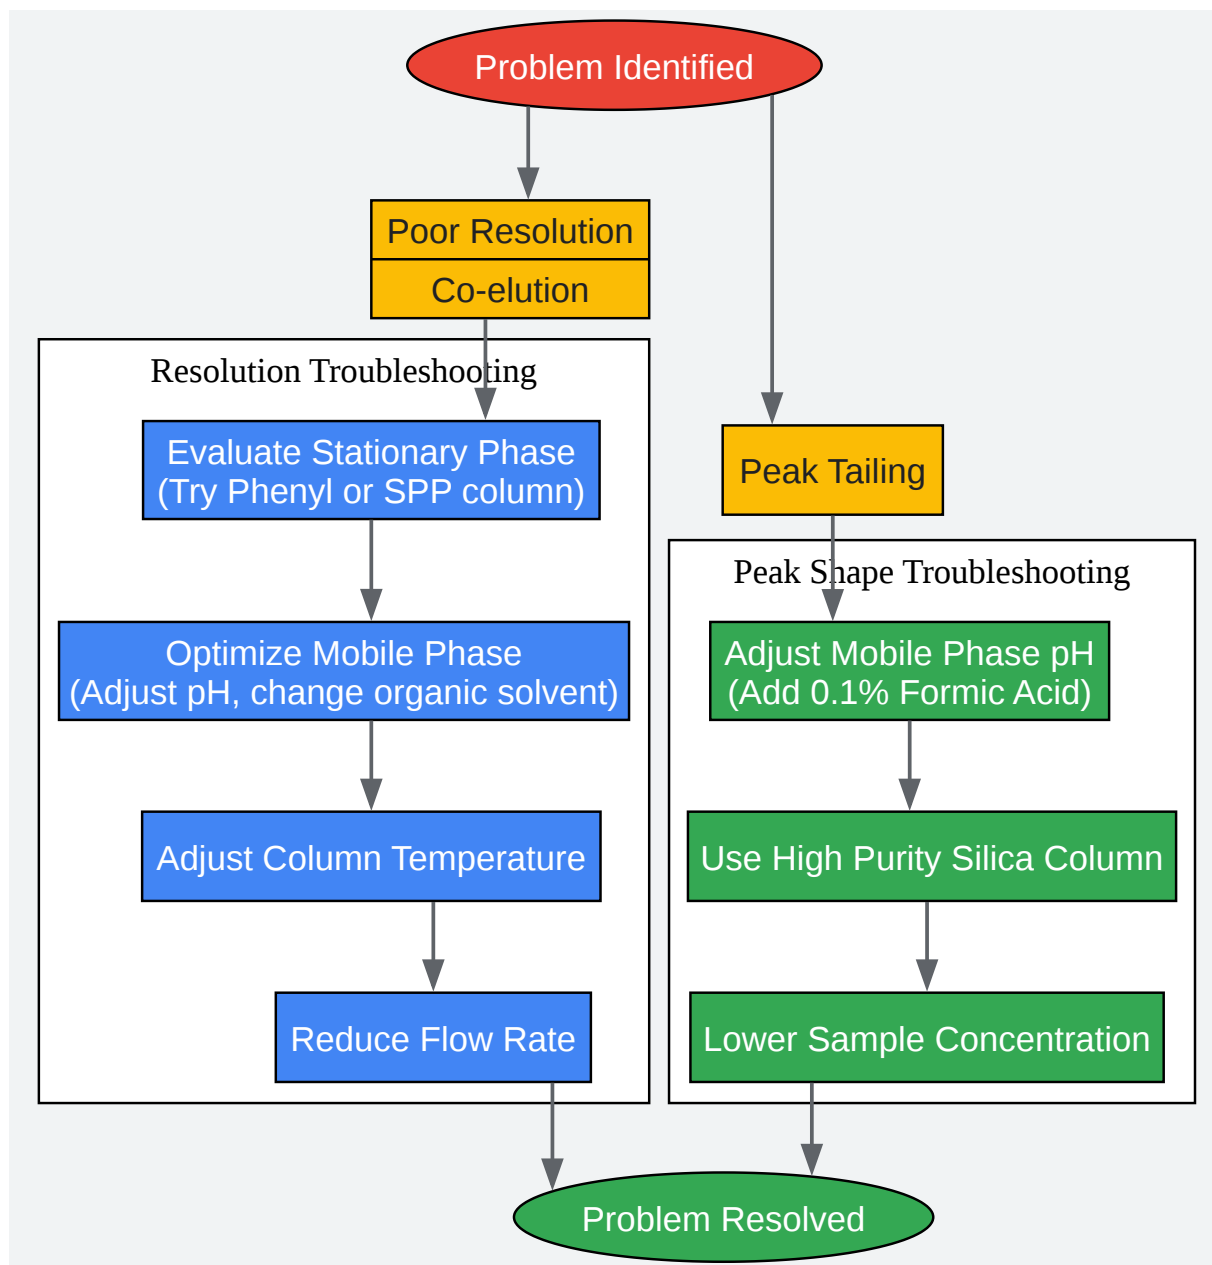 Problem Identified
Poor Resolution
Co-elution
Resolution Troubleshooting
Evaluate Stationary Phase
(Try Phenyl or SPP column)
Optimize Mobile Phase
(Adjust pH, change organic solvent)
Adjust Column Temperature
Reduce Flow Rate
Peak Tailing
Peak Shape Troubleshooting
Adjust Mobile Phase pH
(Add 0.1% Formic Acid)
Use High Purity Silica Column
Lower Sample Concentration
Problem Resolved